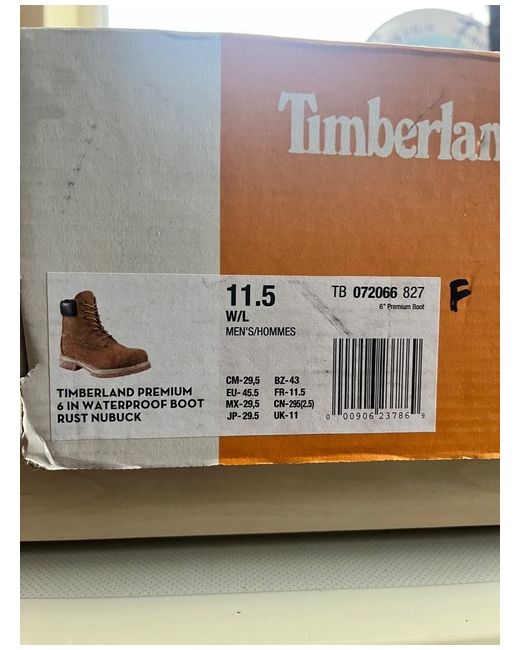 Timberlan
11.5
W/L
MEN'S/HOMMES
TB 072066 827
6" Premium Boot
F
TIMBERLAND PREMIUM
6 IN WATERPROOF BOOT
RUST NUBUCK
CM-29,5 BZ-43
EU-45.5 FR-11.5
MX-29,5 CN-295(2.5)
JP-29.5 UK-11
0 00906 23786 9